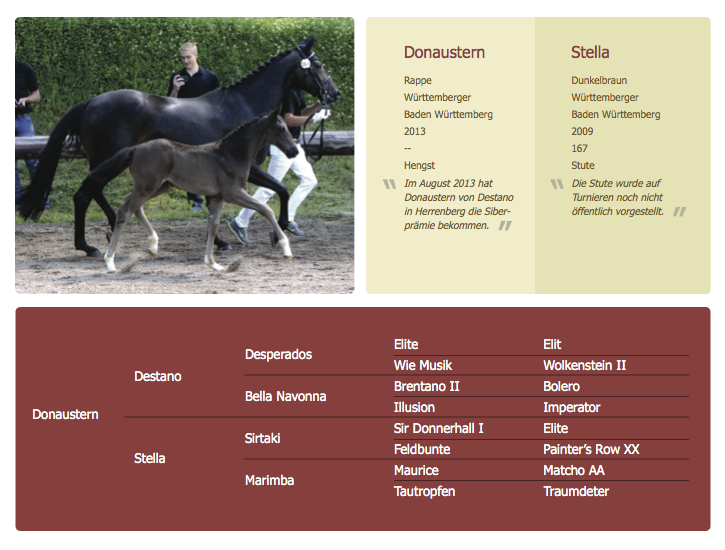 Donaustern
Rappe
Württemberger
Baden Württemberg
2013
--
Hengst
" Im August 2013 hat
Donaustern von Destano
in Herrenberg die Siber-
prämie bekommen. "
Stella
Dunkelbraun
Württemberger
Baden Württemberg
2009
167
Stute
" Die Stute wurde auf
Turnieren noch nicht
öffentlich vorgestellt. "
Donaustern
Destano
Stella
Desperados
Bella Navonna
Sirtaki
Marimba
Elite
Wie Musik
Brentano II
Illusion
Sir Donnerhall I
Feldbunte
Maurice
Tautropfen
Elit
Wolkenstein II
Bolero
Imperator
Elite
Painter's Row XX
Matcho AA
Traumdeter